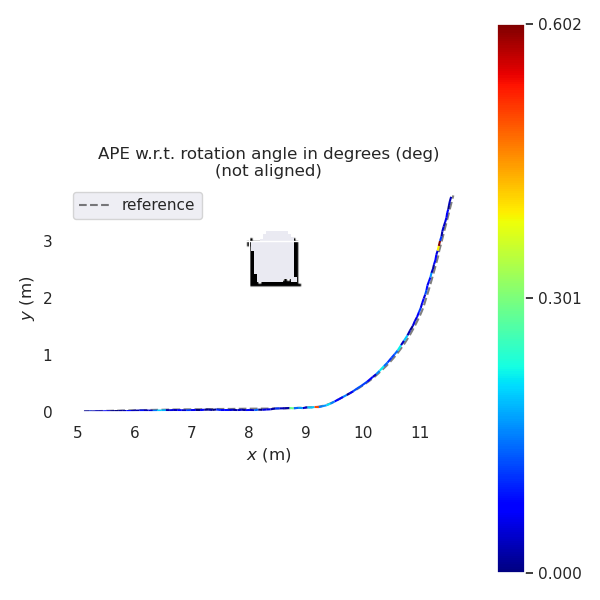 APE w.r.t. rotation angle in degrees (deg)
(not aligned)
reference
3
2
1
0
y (m)
5 6 7 8 9 10 11
x (m)
0.602
0.301
0.000